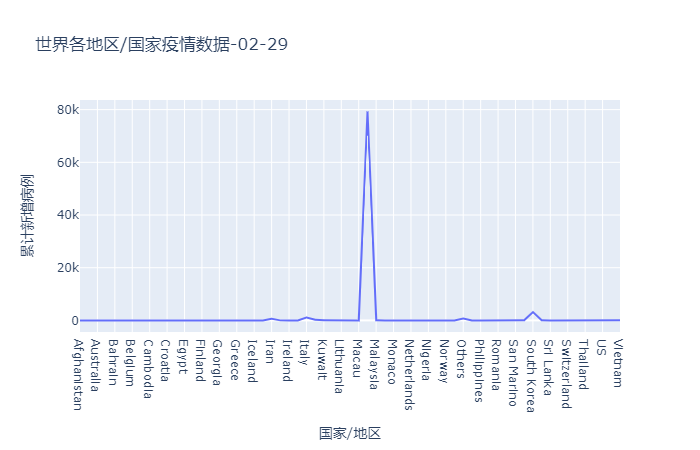 世界各地区/国家疫情数据-02-29
累计新增病例
80k
60k
40k
20k
0
Afghanistan
Australia
Bahrain
Belgium
Cambodia
Croatia
Egypt
Finland
Georgia
Greece
Iceland
Iran
Ireland
Italy
Kuwait
Lithuania
Macau
Malaysia
Monaco
Netherlands
Nigeria
Norway
Others
Philippines
Romania
San Marino
South Korea
Sri Lanka
Switzerland
Thailand
US
Vietnam
国家/地区